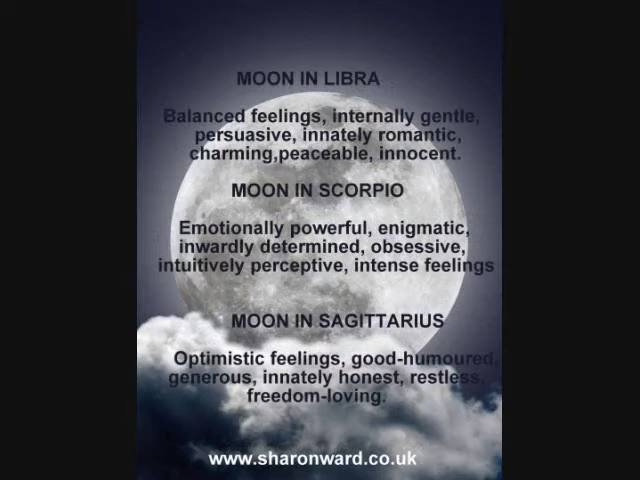 MOON IN LIBRA
Balanced feelings, internally gentle,
persuasive, innately romantic,
charming,peaceable, innocent.
MOON IN SCORPIO
Emotionally powerful, enigmatic,
inwardly determined, obsessive,
intuitively perceptive, intense feelings
MOON IN SAGITTARIUS
Optimistic feelings, good-humoured,
generous, innately honest, restless,
freedom-loving.
www.sharonward.co.uk